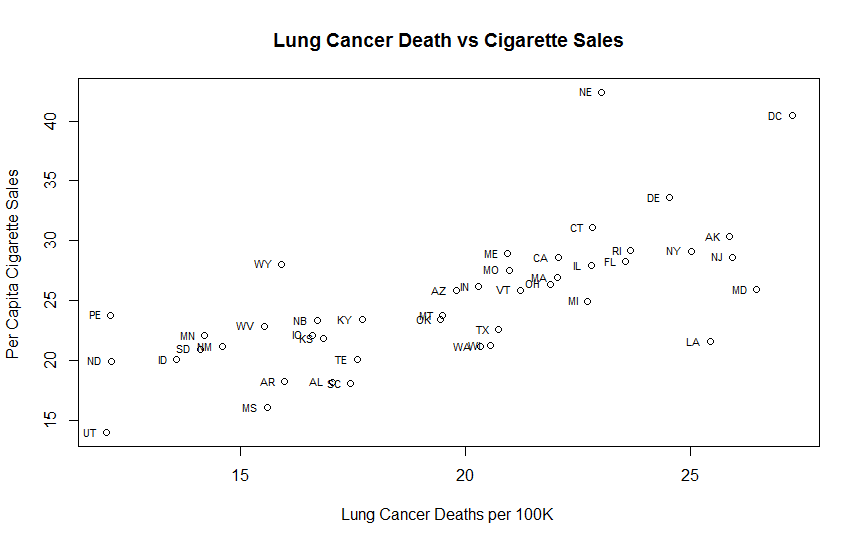 Lung Cancer Death vs Cigarette Sales
Per Capita Cigarette Sales
40
35
30
25
20
15
NE
DC
DE
CT
AK
RI
NY
ME
CA
NJ
FL
WY
IL
MO
MA
OH
IN
AZ
VT
MD
MI
PE
MT
OK
NB
KY
WV
TX
MN
IO
KS
LA
SD
NM
WA
WI
ND
ID
TE
AR
AL
SC
MS
UT
15
20
25
Lung Cancer Deaths per 100K